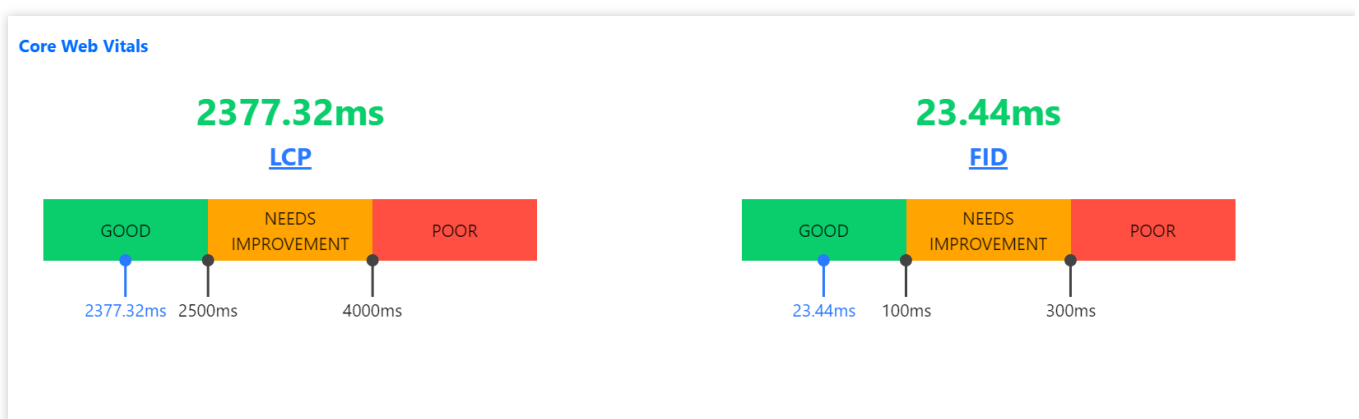 Core Web Vitals
2377.32ms
LCP
GOOD
NEEDS
IMPROVEMENT
POOR
2377.32ms 2500ms 4000ms
23.44ms
FID
GOOD
NEEDS
IMPROVEMENT
POOR
23.44ms 100ms 300ms